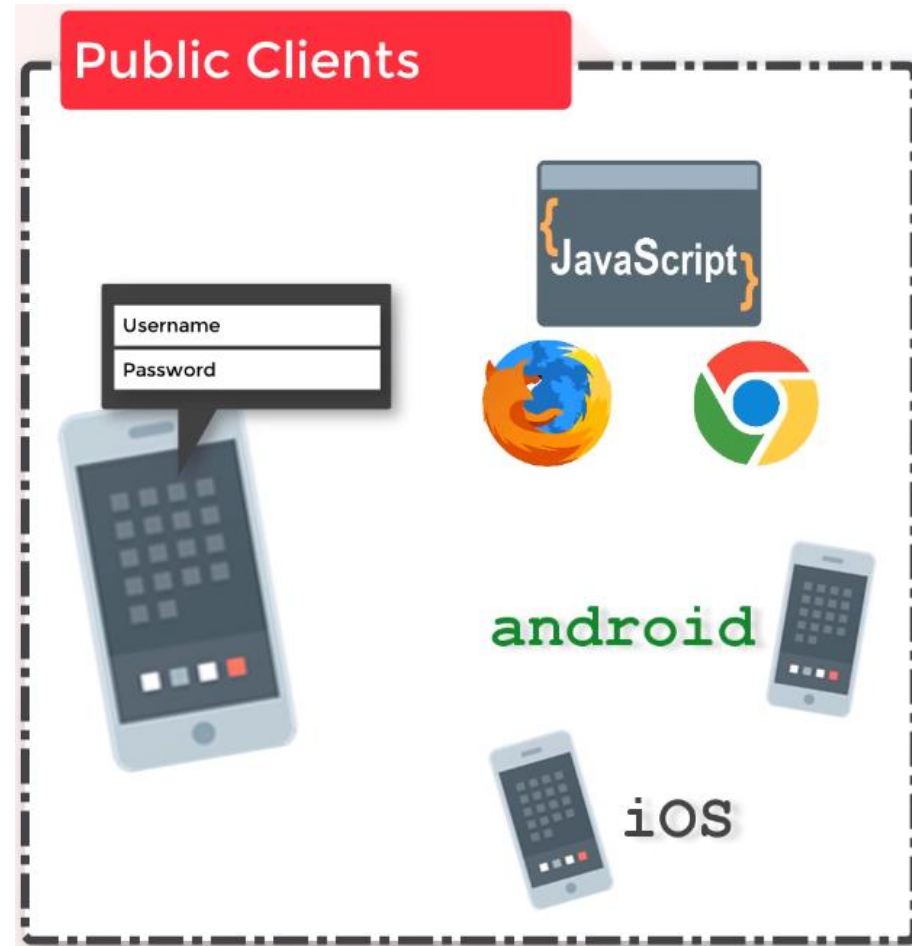 Public Clients
{
JavaScript
}
Username
Password
android
iOS